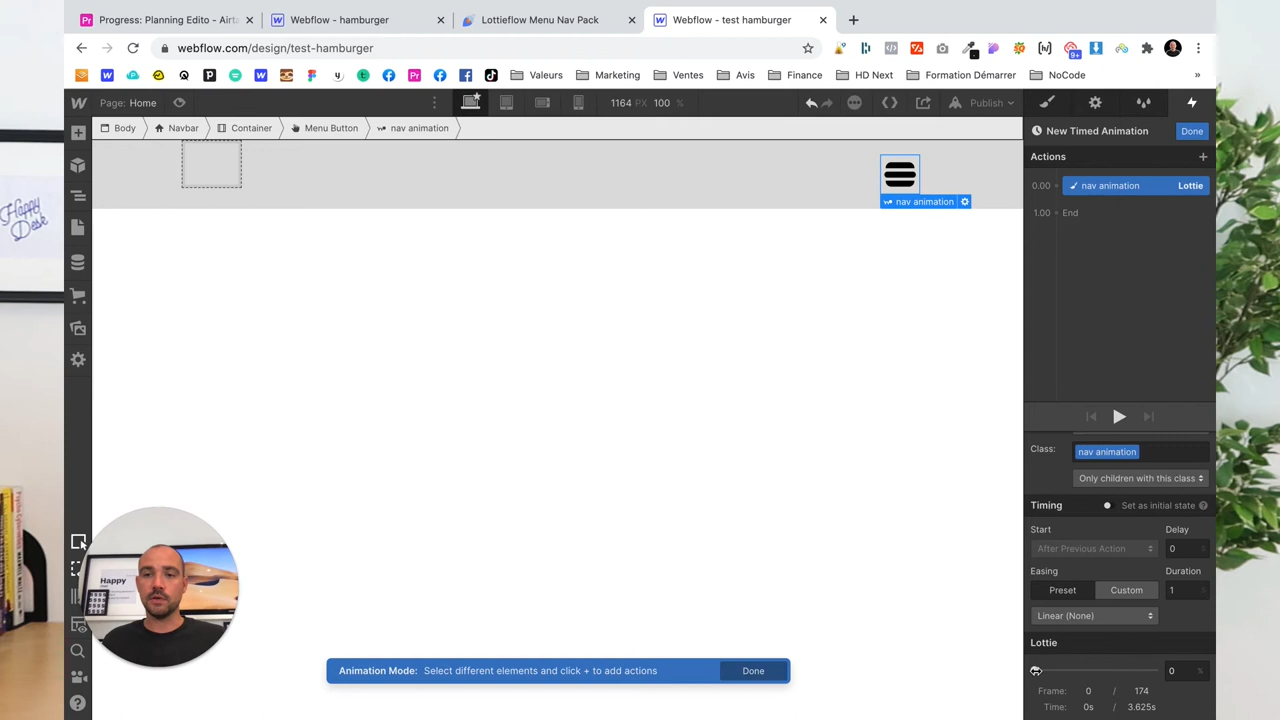 Progress: Planning Edito - Airta
Webflow - hamburger
Lottieflow Menu Nav Pack
Webflow - test hamburger
webflow.com/design/test-hamburger
9+
Valeurs
Marketing
Ventes
Avis
Finance
HD Next
Formation Démarrer
NoCode
»
Page: Home
1164 PX 100 %
Publish
Body
Navbar
Container
Menu Button
nav animation
New Timed Animation
Done
Actions
0.00
nav animation
Lottie
1.00
End
nav animation
Class:
nav animation
Only children with this class
Timing
Set as initial state
Start
Delay
After Previous Action
0 S
Easing
Duration
Preset
Custom
1 S
Linear (None)
Lottie
0 %
Frame: 0 / 174
Time: 0s / 3.625s
Animation Mode: Select different elements and click + to add actions
Done
Happy
Desk
Happy